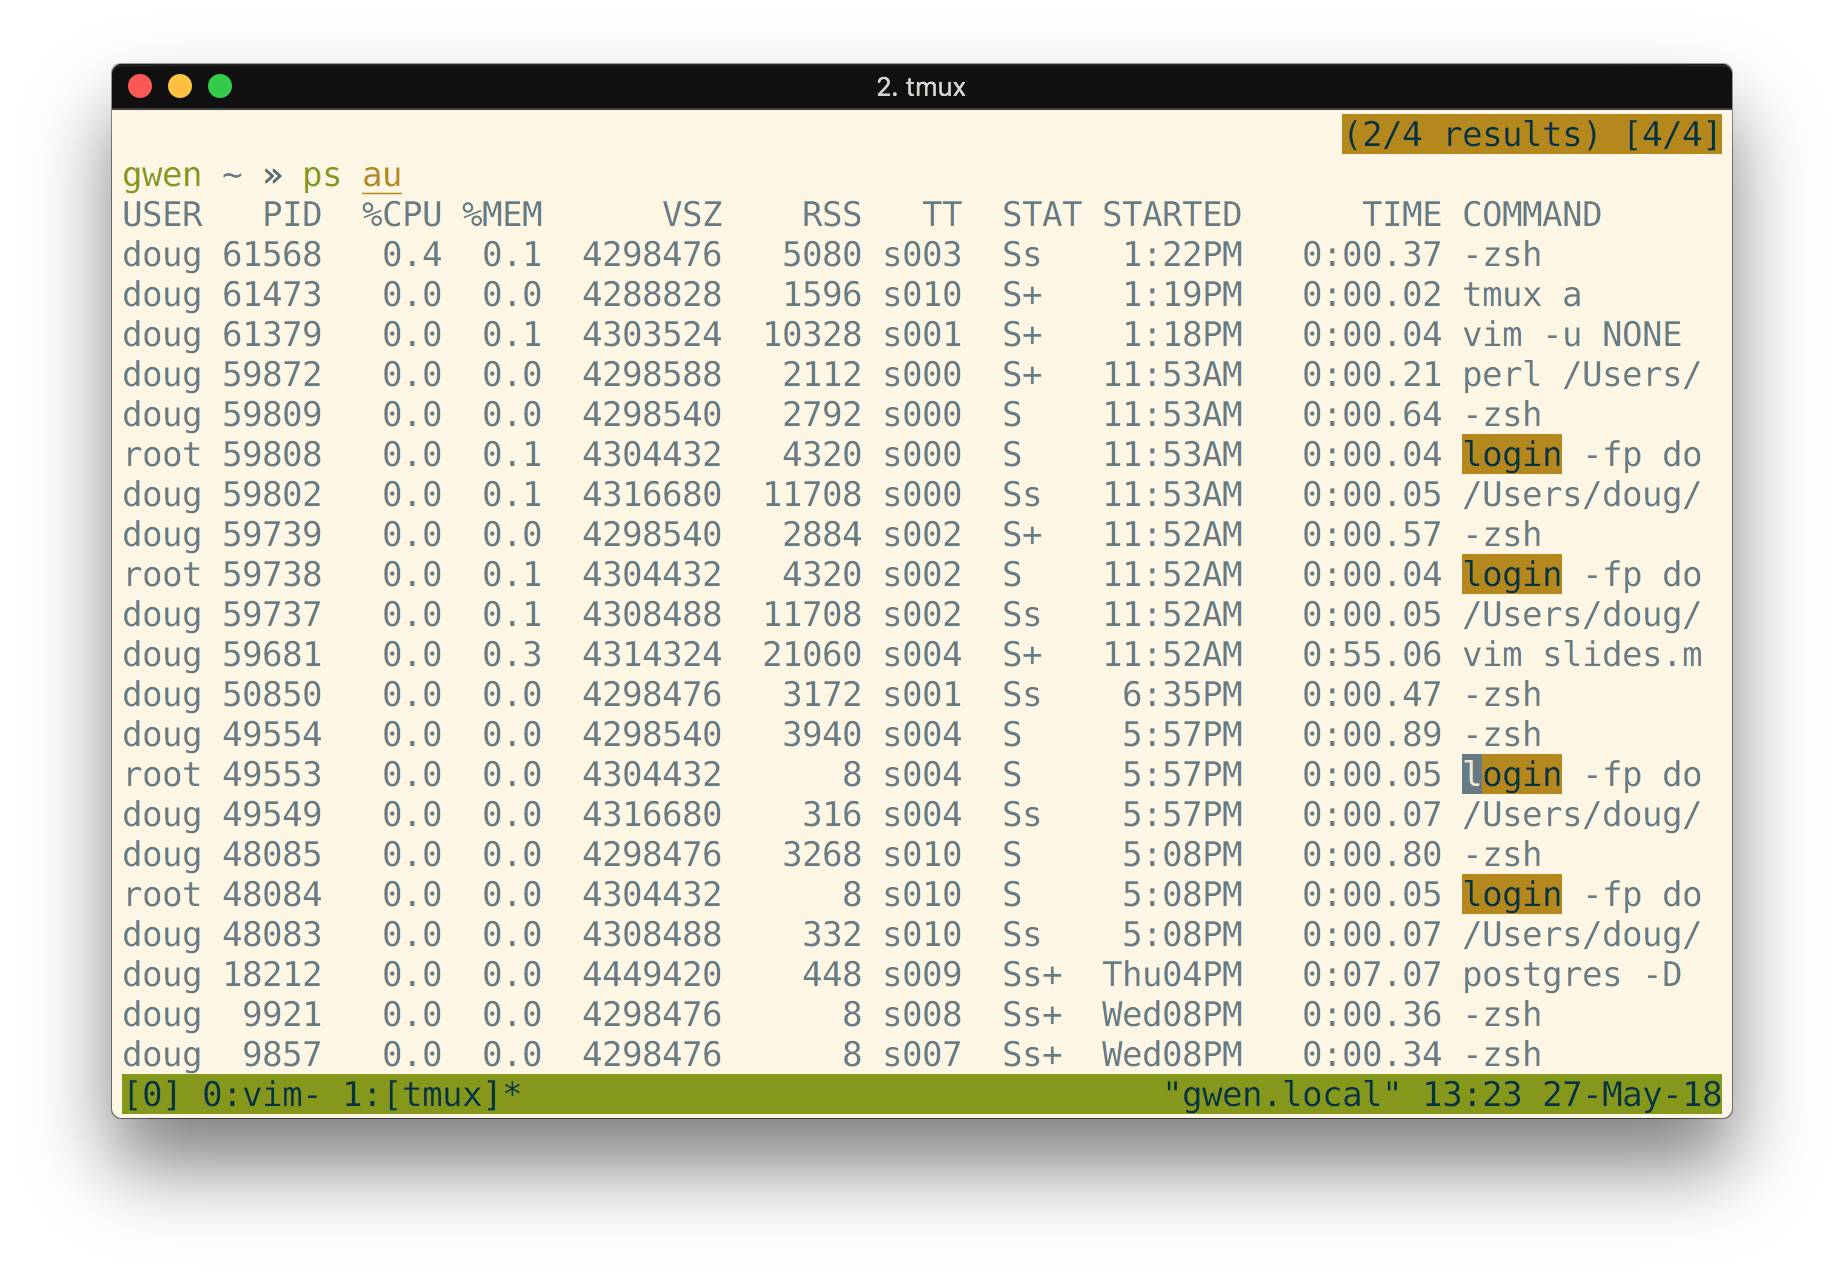 2. tmux
(2/4 results) [4/4]
gwen ~ » ps au
USER   PID  %CPU %MEM      VSZ    RSS   TT  STAT STARTED      TIME COMMAND
doug 61568   0.4  0.1  4298476   5080 s003  Ss    1:22PM   0:00.37 -zsh
doug 61473   0.0  0.0  4288828   1596 s010  S+    1:19PM   0:00.02 tmux a
doug 61379   0.0  0.1  4303524  10328 s001  S+    1:18PM   0:00.04 vim -u NONE
doug 59872   0.0  0.0  4298588   2112 s000  S+   11:53AM   0:00.21 perl /Users/
doug 59809   0.0  0.0  4298540   2792 s000  S    11:53AM   0:00.64 -zsh
root 59808   0.0  0.1  4304432   4320 s000  S    11:53AM   0:00.04 login -fp do
doug 59802   0.0  0.1  4316680  11708 s000  Ss   11:53AM   0:00.05 /Users/doug/
doug 59739   0.0  0.0  4298540   2884 s002  S+   11:52AM   0:00.57 -zsh
root 59738   0.0  0.1  4304432   4320 s002  S    11:52AM   0:00.04 login -fp do
doug 59737   0.0  0.1  4308488  11708 s002  Ss   11:52AM   0:00.05 /Users/doug/
doug 59681   0.0  0.3  4314324  21060 s004  S+   11:52AM   0:55.06 vim slides.m
doug 50850   0.0  0.0  4298476   3172 s001  Ss    6:35PM   0:00.47 -zsh
doug 49554   0.0  0.0  4298540   3940 s004  S     5:57PM   0:00.89 -zsh
root 49553   0.0  0.0  4304432      8 s004  S     5:57PM   0:00.05 login -fp do
doug 49549   0.0  0.0  4316680    316 s004  Ss    5:57PM   0:00.07 /Users/doug/
doug 48085   0.0  0.0  4298476   3268 s010  S     5:08PM   0:00.80 -zsh
root 48084   0.0  0.0  4304432      8 s010  S     5:08PM   0:00.05 login -fp do
doug 48083   0.0  0.0  4308488    332 s010  Ss    5:08PM   0:00.07 /Users/doug/
doug 18212   0.0  0.0  4449420    448 s009  Ss+  Thu04PM   0:07.07 postgres -D
doug  9921   0.0  0.0  4298476      8 s008  Ss+  Wed08PM   0:00.36 -zsh
doug  9857   0.0  0.0  4298476      8 s007  Ss+  Wed08PM   0:00.34 -zsh
[0] 0:vim- 1:[tmux]* "gwen.local" 13:23 27-May-18